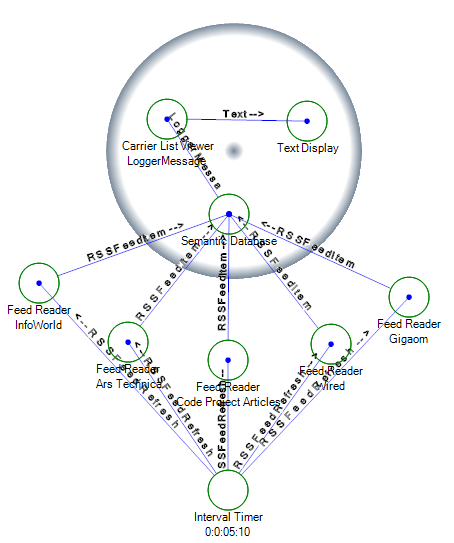 Text-->
LoggerMessa
Carrier List Viewer
LoggerMessage
Text Display
Semantic Database
RSSFeedItem -->
RSSFeedItem-->
RSSFeedItem-->
<--RSSFeedItem
<--RSSFeedItem
Feed Reader
InfoWorld
Feed Reader
Ars Technica
Feed Reader
Code Project Articles
Feed Reader
Wired
Feed Reader
Gigaom
<--RSSFeedRefresh
<--RSSFeedRefresh
SSFeedRefresh--
RSSFeedRefresh-->
RSSFeedRefresh -->
Interval Timer
0:0:05:10